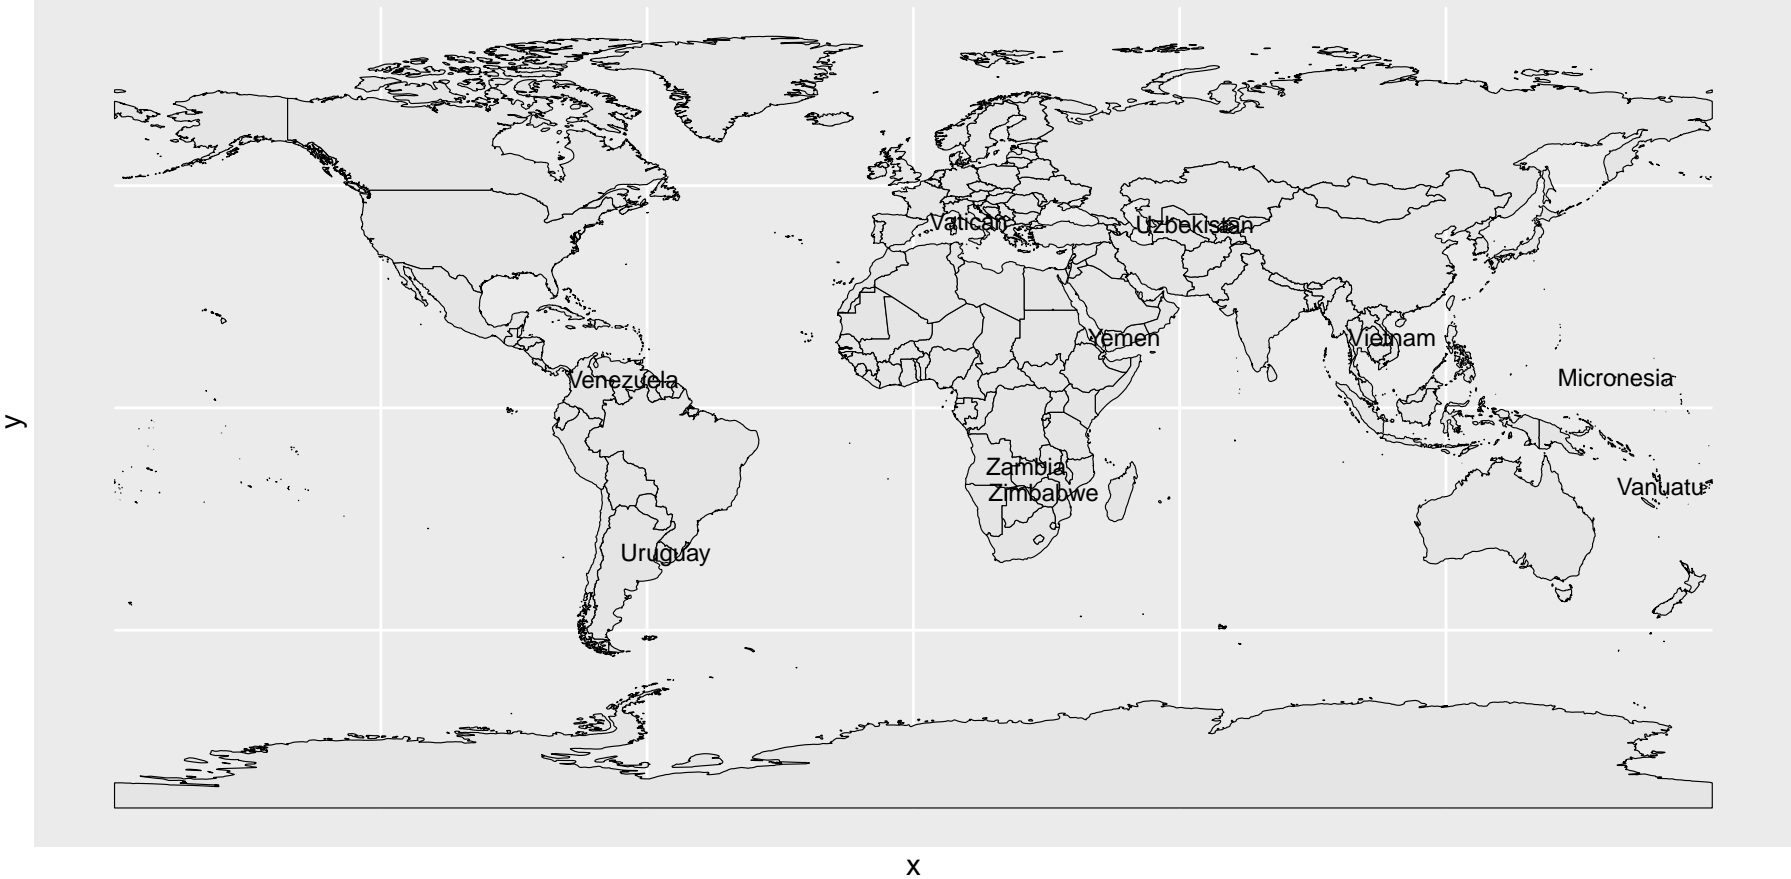 Vatican
Uzbekistan
Yemen
Vietnam
Venezuela
Micronesia
Zambia
Vanuatu
Zimbabwe
Uruguay
y
x